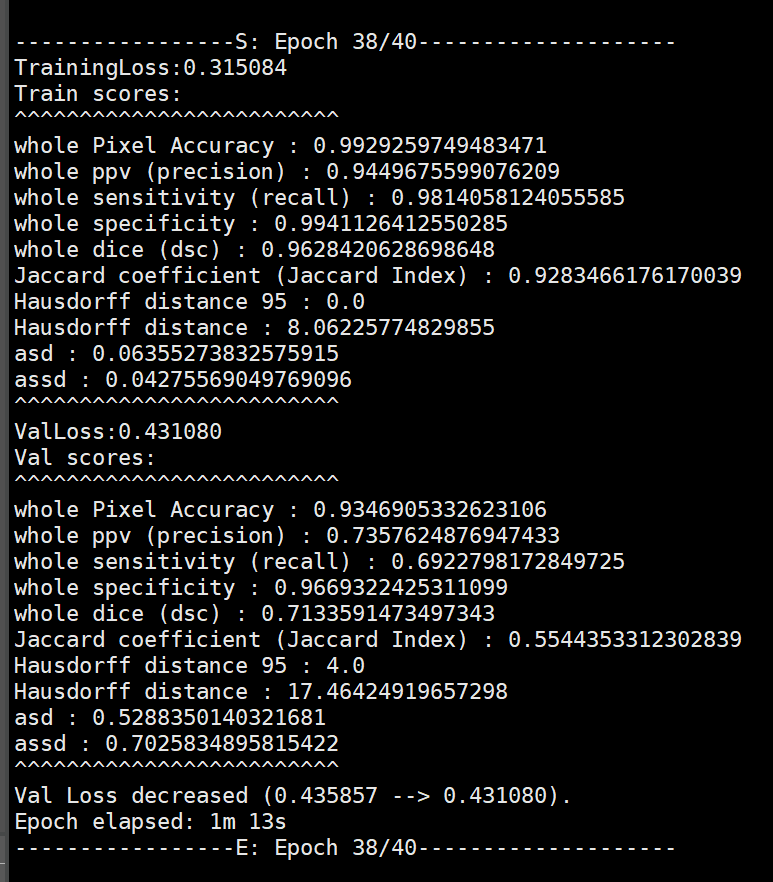 -----------------S: Epoch 38/40--------------------
TrainingLoss:0.315084
Train scores:
^^^^^^^^^^^^^^^^^^^^^^^^^
whole Pixel Accuracy : 0.9929259749483471
whole ppv (precision) : 0.9449675599076209
whole sensitivity (recall) : 0.9814058124055585
whole specificity : 0.9941126412550285
whole dice (dsc) : 0.9628420628698648
Jaccard coefficient (Jaccard Index) : 0.9283466176170039
Hausdorff distance 95 : 0.0
Hausdorff distance : 8.06225774829855
asd : 0.06355273832575915
assd : 0.04275569049769096
^^^^^^^^^^^^^^^^^^^^^^^^^
ValLoss:0.431080
Val scores:
^^^^^^^^^^^^^^^^^^^^^^^^^
whole Pixel Accuracy : 0.9346905332623106
whole ppv (precision) : 0.7357624876947433
whole sensitivity (recall) : 0.6922798172849725
whole specificity : 0.9669322425311099
whole dice (dsc) : 0.7133591473497343
Jaccard coefficient (Jaccard Index) : 0.5544353312302839
Hausdorff distance 95 : 4.0
Hausdorff distance : 17.46424919657298
asd : 0.5288350140321681
assd : 0.7025834895815422
^^^^^^^^^^^^^^^^^^^^^^^^^
Val Loss decreased (0.435857 --> 0.431080).
Epoch elapsed: 1m 13s
-----------------E: Epoch 38/40--------------------